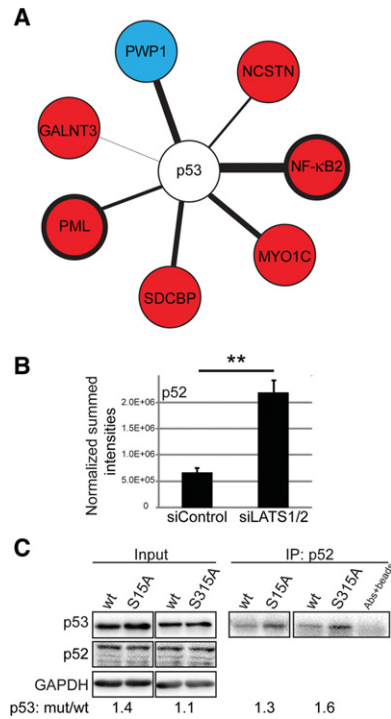 A
PWP1
NCSTN
GALNT3
p53
NF-κB2
PML
MYO1C
SDCBP
B
**
p52
Normalized summed
intensities
2.0E+06
1.5E+06
1.0E+06
5.0E+05
0
siControl siLATS1/2
C
Input IP: p52
wt S15A wt S315A wt S15A wt S315A Abs+beads
p53
p52
GAPDH
p53: mut/wt 1.4 1.1 1.3 1.6